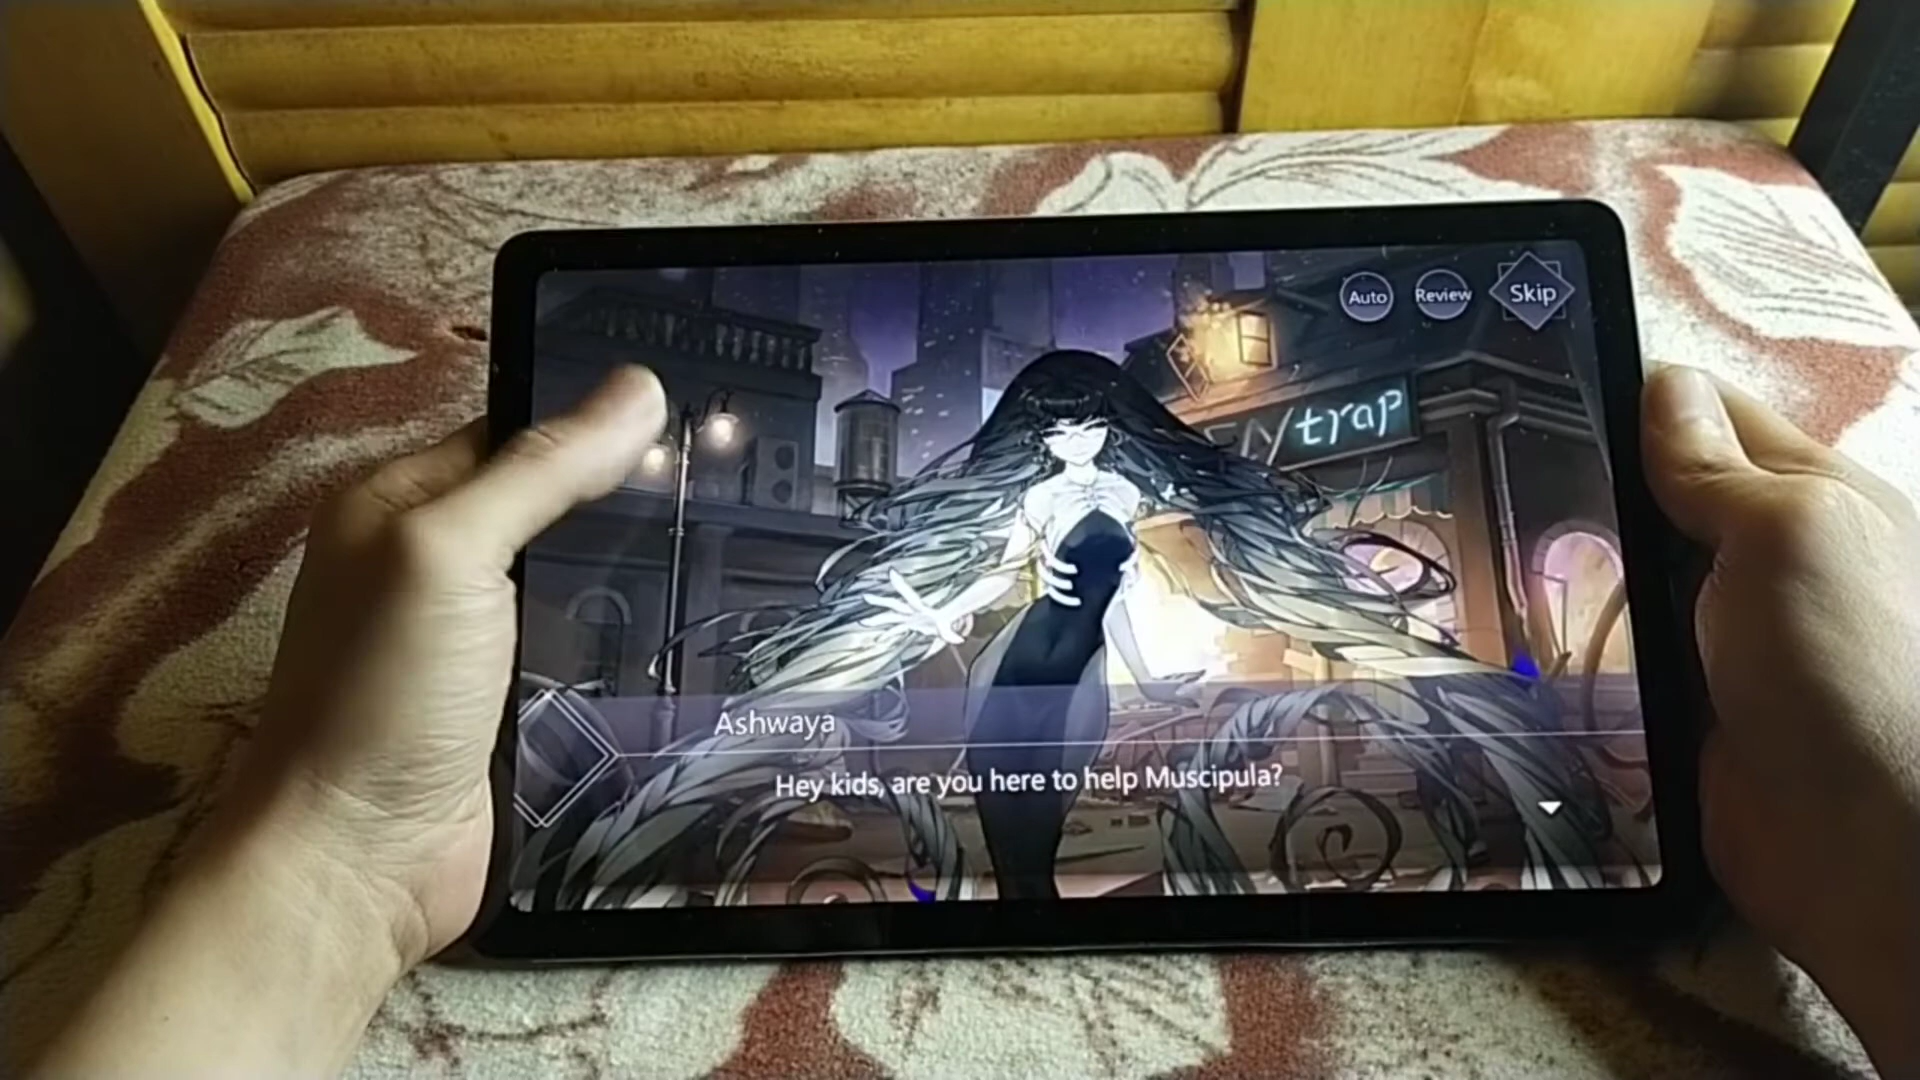 Auto
Review
Skip
trap
Ashwaya
Hey kids, are you here to help Muscipula?